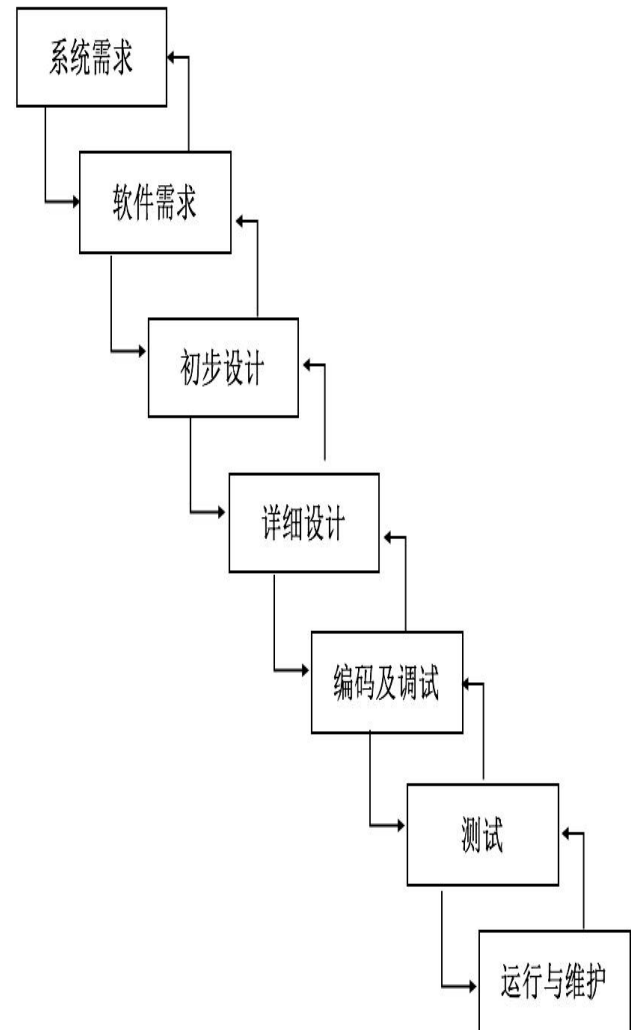 系统需求
软件需求
初步设计
详细设计
编码及调试
测试
运行与维护